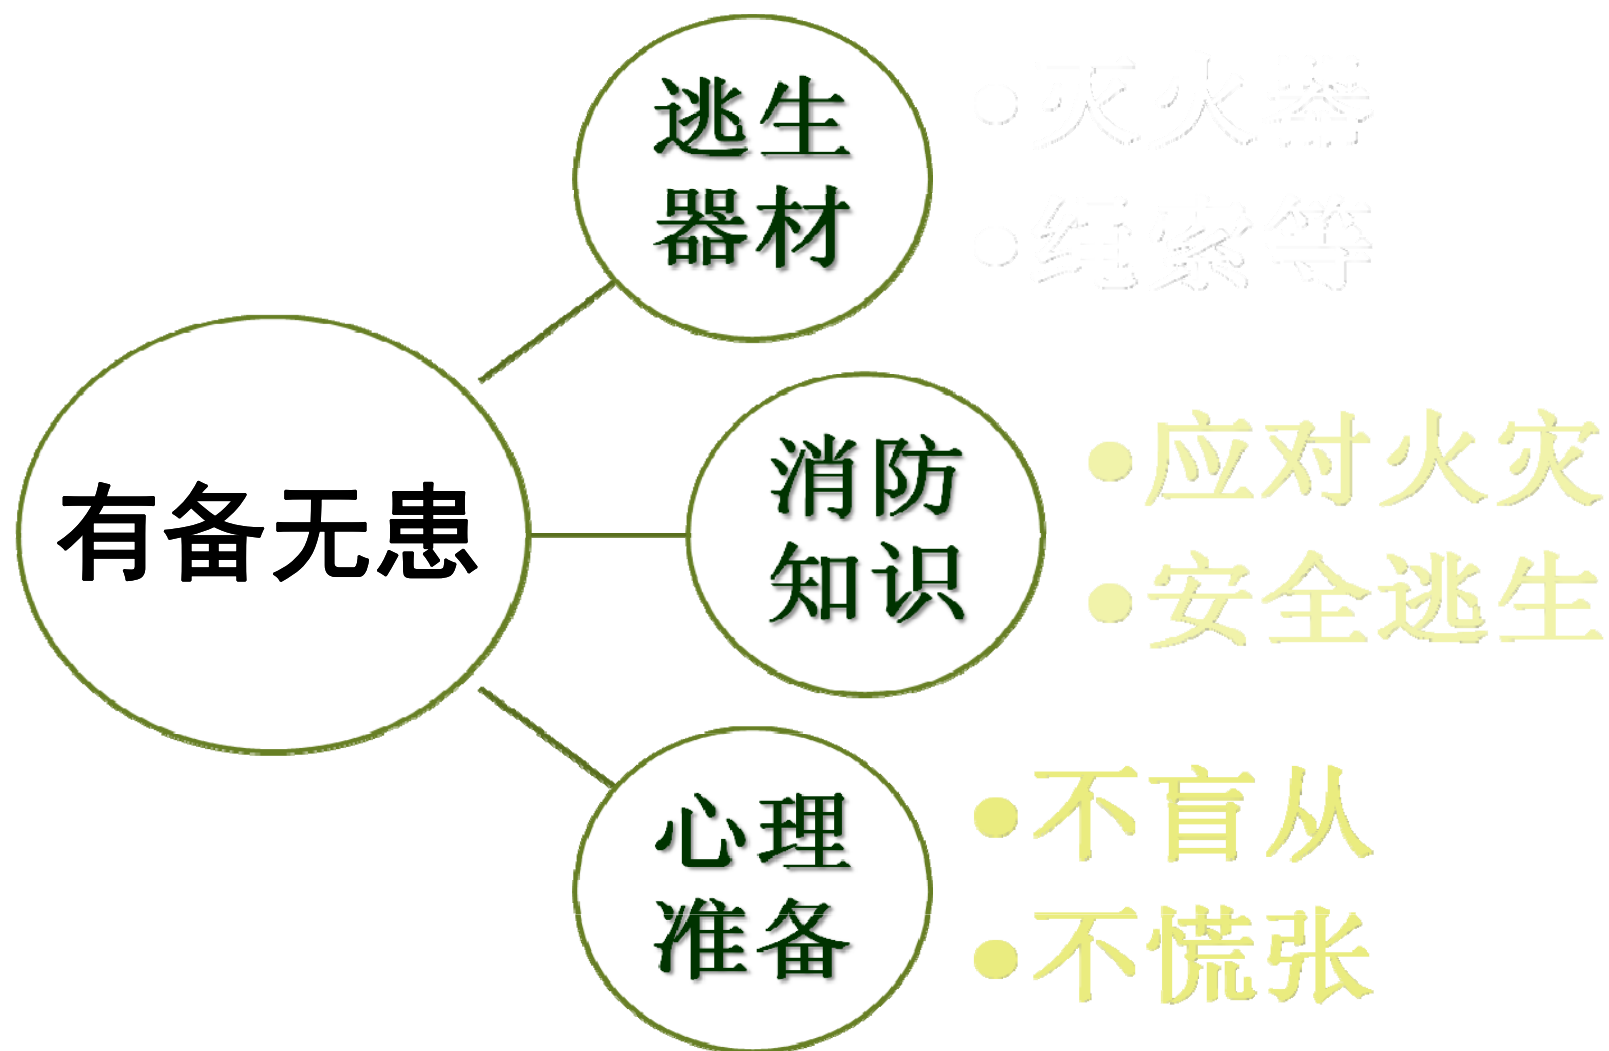 逃生
器材
•灭火器
•绳索等
有备无患
消防
知识
•应对火灾
•安全逃生
心理
准备
•不盲从
•不慌张